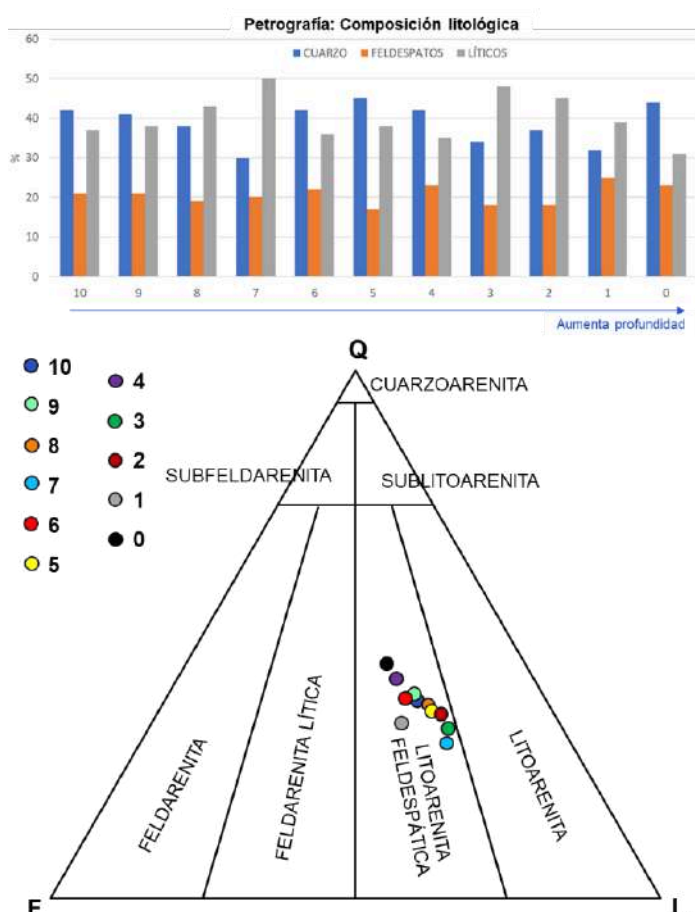 Petrografía: Composición litológica
CUARZO FELDESPATOS LÍTICOS
60
50
40
30
20
10
0
%
10 9 8 7 6 5 4 3 2 1 0
Aumenta profundidad
10
9
8
7
6
5
4
3
2
1
0
Q
CUARZOARENITA
SUBFELDARENITA
SUBLITOARENITA
FELDARENITA
FELDARENITA LÍTICA
LITOARENITA
FELDESPÁTICA
LITOARENITA
F
L